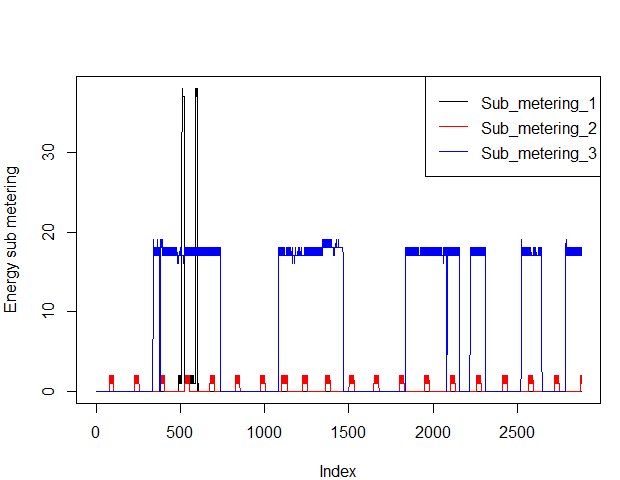 Sub_metering_1
Sub_metering_2
Sub_metering_3
Energy sub metering
30
20
10
0
0 500 1000 1500 2000 2500
Index